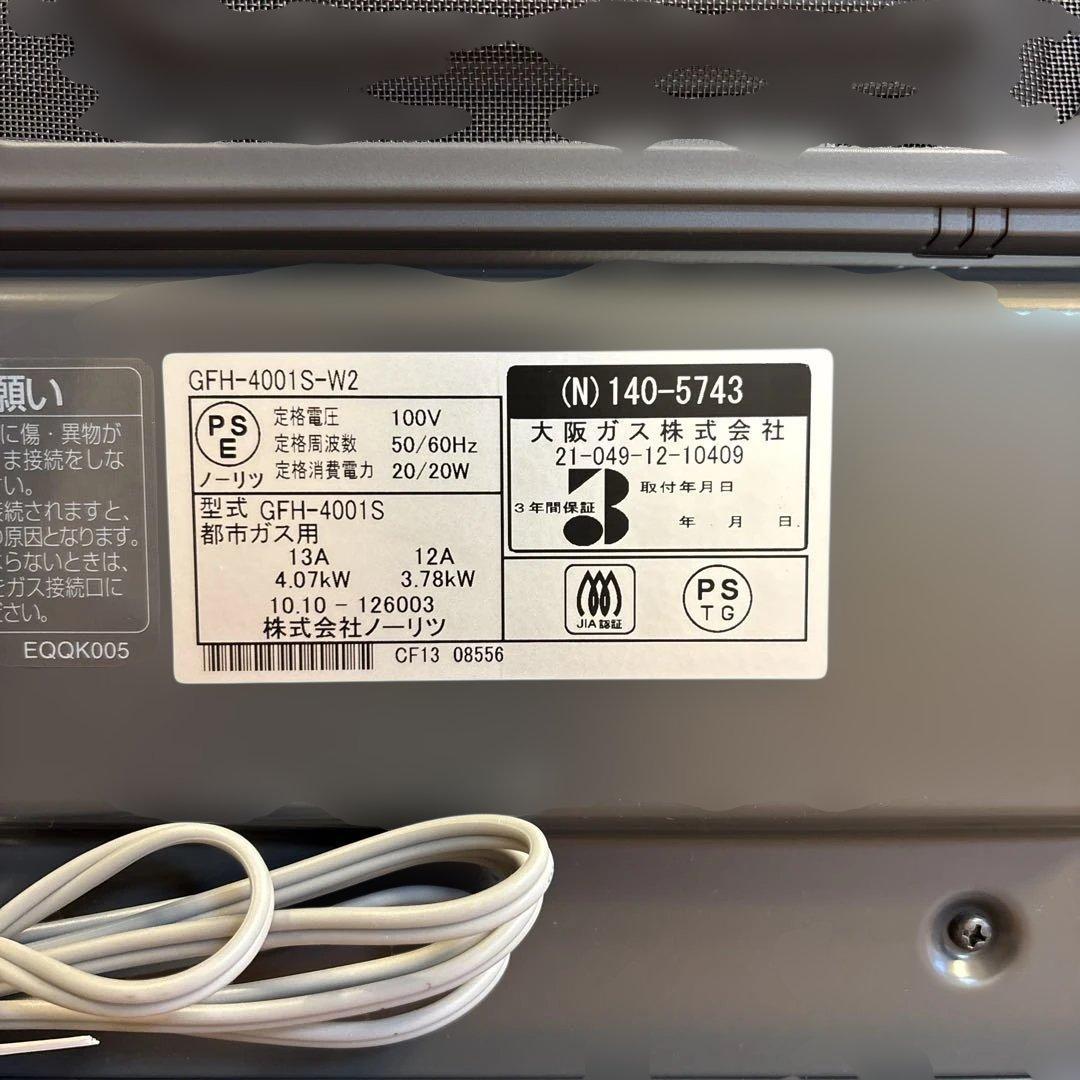 願い
に傷・異物が
ま接続をしな
い。
接続されますと、
の原因となります。
らないときは、
をガス接続口に
ださい。
EQQK005
GFH-4001S-W2
PS
E
ノーリツ
定格電圧 100V
定格周波数 50/60Hz
定格消費電力 20/20W
型式 GFH-4001S
都市ガス用
13A 12A
4.07kW 3.78kW
10.10 - 126003
株式会社ノーリツ
CF13 08556
(N) 140-5743
大阪ガス株式会社
21-049-12-10409
3年間保証
3
取付年月日
年 . 月 . 日.
JIA認証
PS
TG